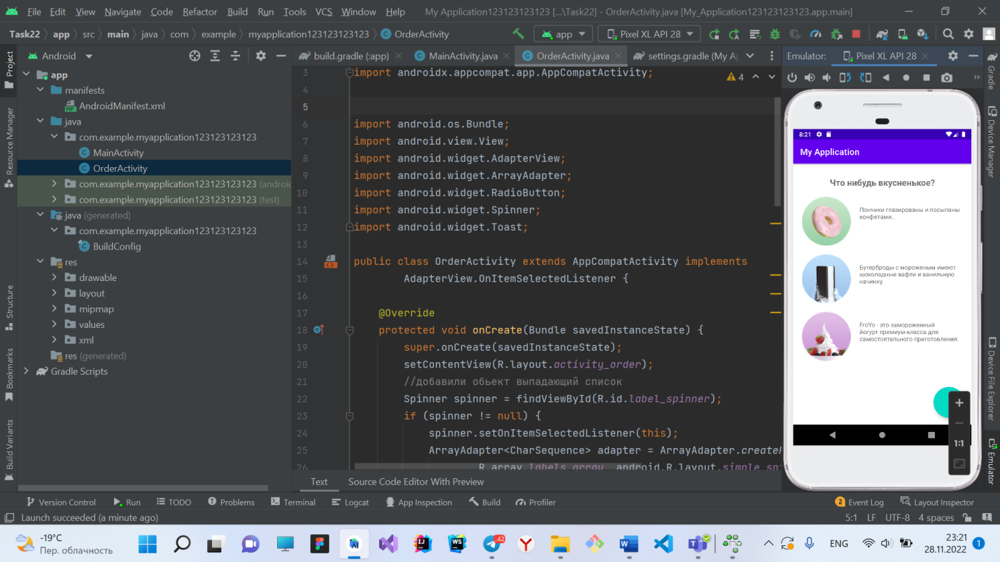 File Edit View Navigate Code Refactor Build Run Tools VCS Window Help My Application123123123123 [...\Task22] - OrderActivity.java [My_Application123123123.app.main]
Task22 app src main java com example myapplication123123123123 OrderActivity app Pixel XL API 28
Project
Resource Manager
Structure
Bookmarks
Build Variants
Android
app
manifests
AndroidManifest.xml
java
com.example.myapplication123123123123
MainActivity
OrderActivity
com.example.myapplication123123123123 (android
com.example.myapplication123123123123 (test)
java (generated)
com.example.myapplication123123123123
BuildConfig
res
drawable
layout
mipmap
values
xml
res (generated)
Gradle Scripts
build.gradle (:app) MainActivity.java OrderActivity.java settings.gradle (My Ap
4
3 import androidx.appcompat.app.AppCompatActivity;
4
5
6 import android.os.Bundle;
7 import android.view.View;
8 import android.widget.AdapterView;
9 import android.widget.ArrayAdapter;
10 import android.widget.RadioButton;
11 import android.widget.Spinner;
12 import android.widget.Toast;
13
14 public class OrderActivity extends AppCompatActivity implements
15 AdapterView.OnItemSelectedListener {
16
17 @Override
18 protected void onCreate(Bundle savedInstanceState) {
19 super.onCreate(savedInstanceState);
20 setContentView(R.layout.activity_order);
21 //добавили обьект выпадающий список
22 Spinner spinner = findViewById(R.id.label_spinner);
23 if (spinner != null) {
24 spinner.setOnItemSelectedListener(this);
25 ArrayAdapter<CharSequence> adapter = ArrayAdapter.create
26 R.array.labels_array, android.R.layout.simple_sp
Text Source Code Editor With Preview
Emulator: Pixel XL API 28
8:21
My Application
Что нибудь вкусненькое?
Пончики глазированы и посыпаны
конфетами..
Бутерброды с мороженым имеют
шоколадные вафли и ванильную
начинку.
FroYo - это замороженный
йогурт премиум-класса для
самостоятельного приготовления.
1:1
Gradle
Device Manager
Device File Explorer
Emulator
Version Control Run TODO Problems Terminal Logcat App Inspection Build Profiler 2 Event Log Layout Inspector
Launch succeeded (a minute ago) 5:1 LF UTF-8 4 spaces
-19°C
Пер. облачность
42
ENG
23:21
28.11.2022
1